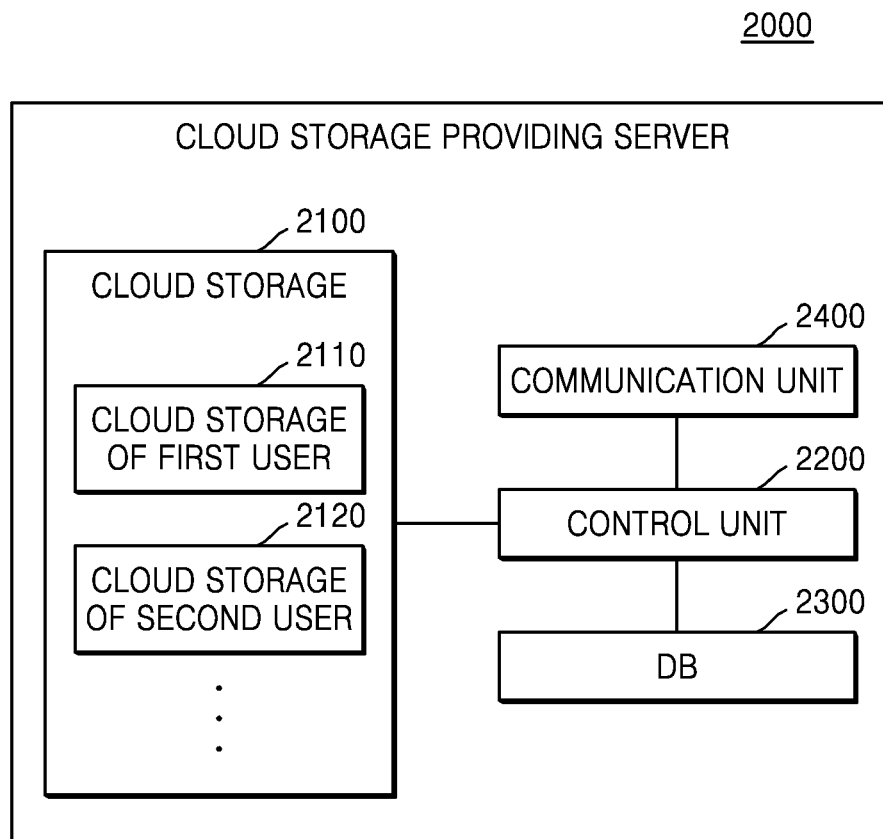 2000
CLOUD STORAGE PROVIDING SERVER
2100
CLOUD STORAGE
2110
CLOUD STORAGE
OF FIRST USER
2120
CLOUD STORAGE
OF SECOND USER
2400
COMMUNICATION UNIT
2200
CONTROL UNIT
2300
DB